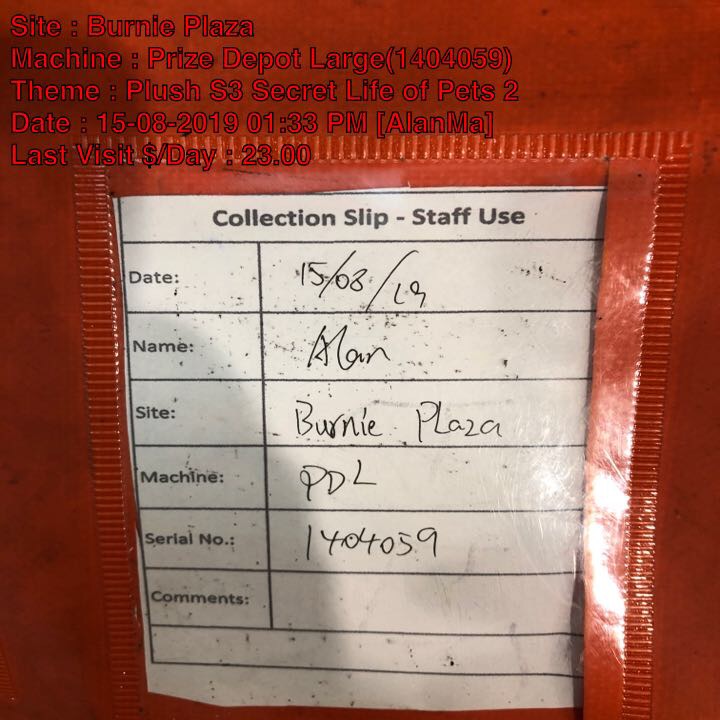 Site : Burnie Plaza
Machine : Prize Depot Large(1404059)
Theme : Plush S3 Secret Life of Pets 2
Date : 15-08-2019 01:33 PM [AlanMa]
Last Visit $/Day : 23.00
Collection Slip - Staff Use
Date: 15/08/19
Name: Alan
Site: Burnie Plaza
Machine: PDL
Serial No.: 1404059
Comments: